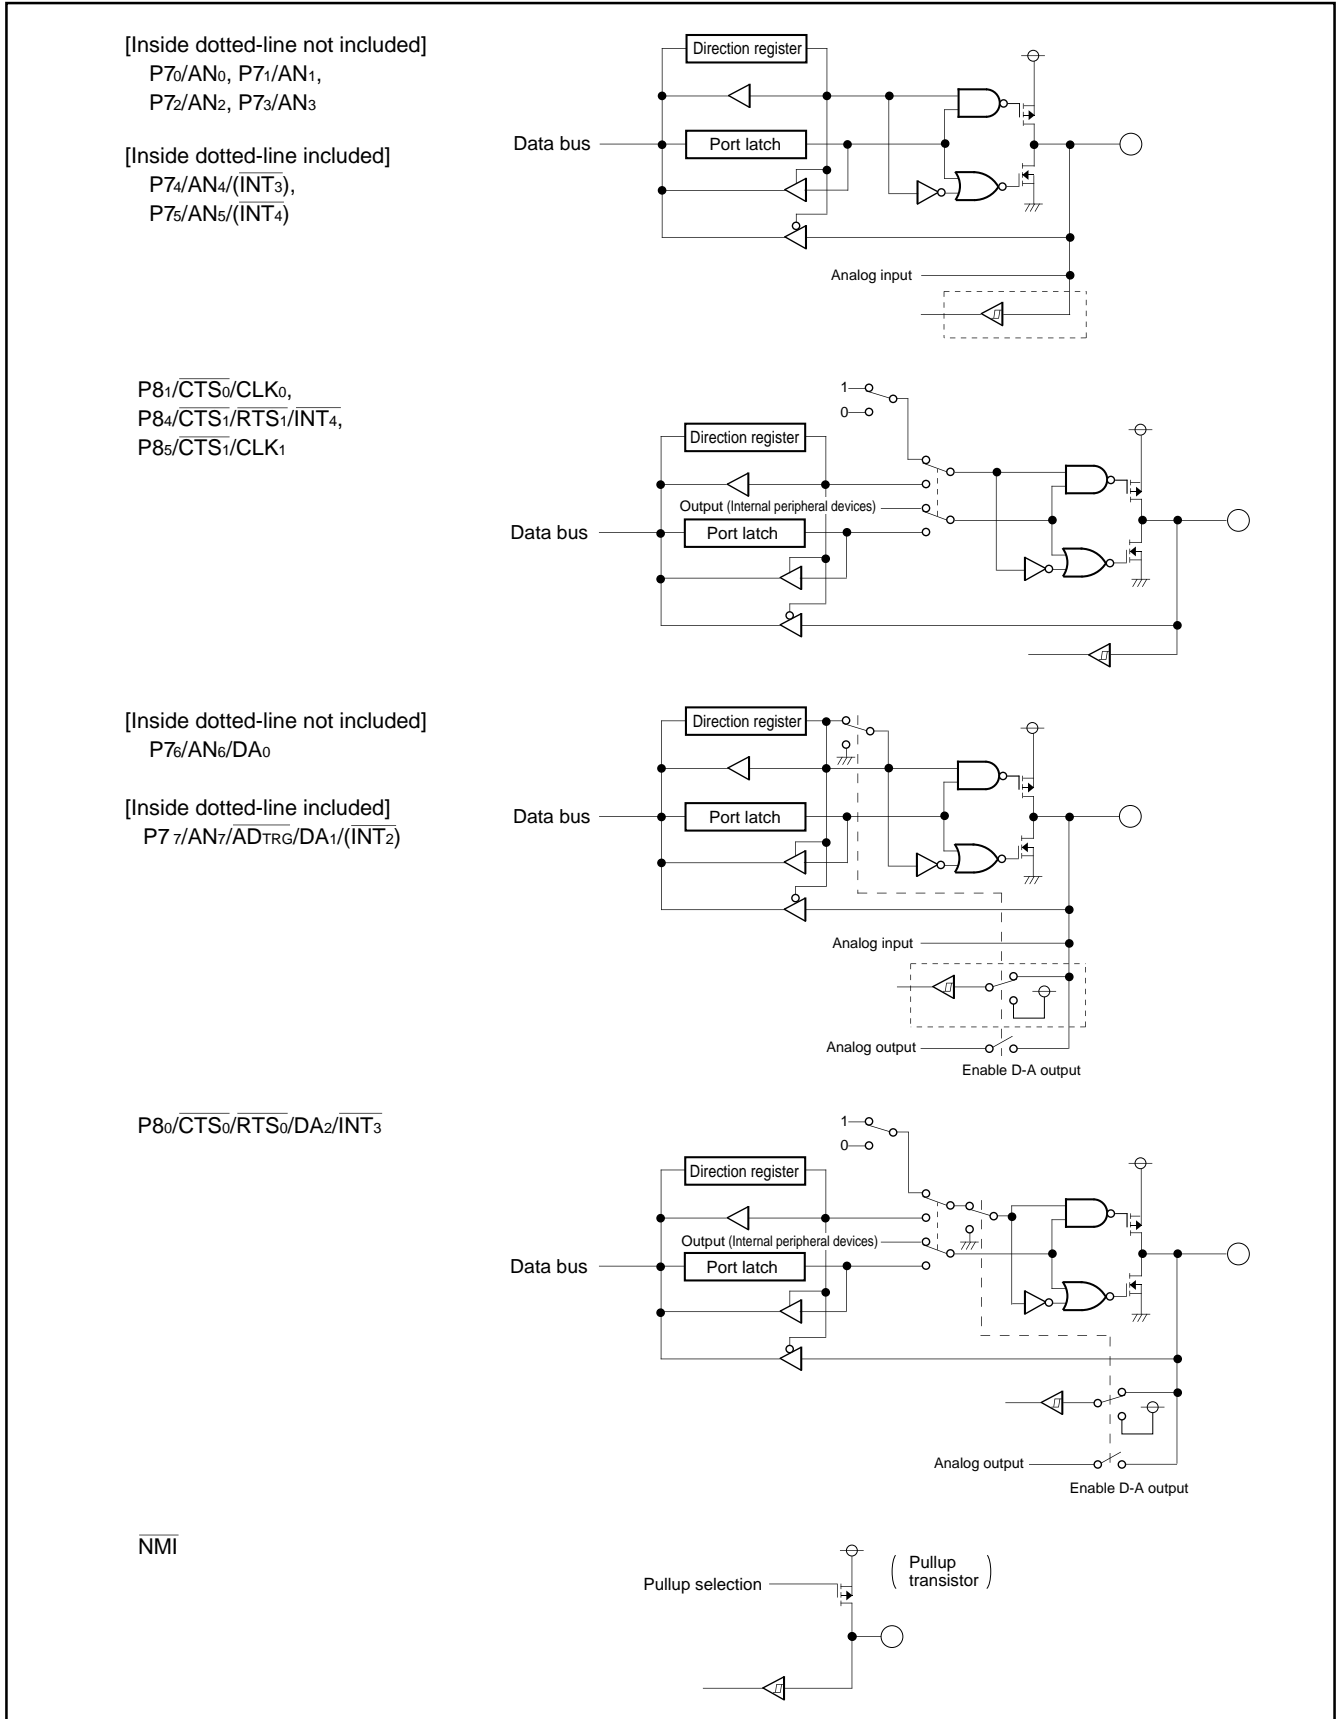 [Inside dotted-line not included]
P70/AN0, P71/AN1,
P72/AN2, P73/AN3
[Inside dotted-line included]
P74/AN4/(INT3),
P75/AN5/(INT4)
Direction register
Data bus
Port latch
Analog input
P81/CTS0/CLK0,
P84/CTS1/RTS1/INT4,
P85/CTS1/CLK1
1
0
Direction register
Output (Internal peripheral devices)
Data bus
Port latch
[Inside dotted-line not included]
P76/AN6/DA0
[Inside dotted-line included]
P7 7/AN7/ADTRG/DA1/(INT2)
Direction register
Data bus
Port latch
Analog input
Analog output
Enable D-A output
P80/CTS0/RTS0/DA2/INT3
1
0
Direction register
Output (Internal peripheral devices)
Data bus
Port latch
Analog output
Enable D-A output
NMI
Pullup selection
( Pullup
transistor )